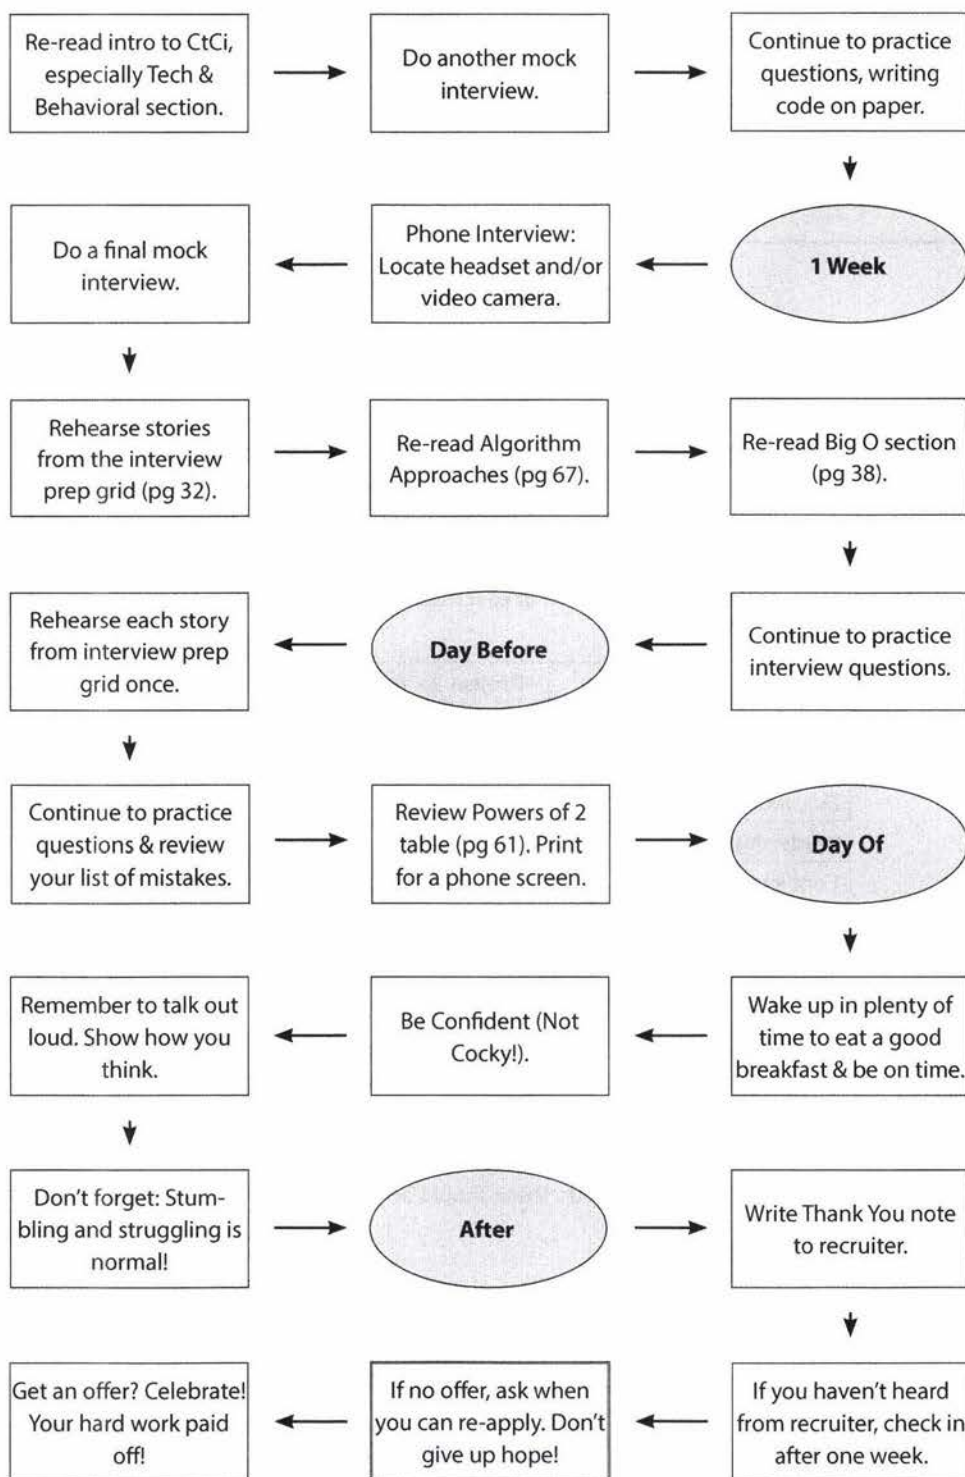 Re-read intro to CtCi,
especially Tech &
Behavioral section.
Do another mock
interview.
Continue to practice
questions, writing
code on paper.
Do a final mock
interview.
Phone Interview:
Locate headset and/or
video camera.
1 Week
Rehearse stories
from the interview
prep grid (pg 32).
Re-read Algorithm
Approaches (pg 67).
Re-read Big O section
(pg 38).
Rehearse each story
from interview prep
grid once.
Day Before
Continue to practice
interview questions.
Continue to practice
questions & review
your list of mistakes.
Review Powers of 2
table (pg 61). Print
for a phone screen.
Day Of
Remember to talk out
loud. Show how you
think.
Be Confident (Not
Cocky!).
Wake up in plenty of
time to eat a good
breakfast & be on time.
Don't forget: Stum-
bling and struggling is
normal!
After
Write Thank You note
to recruiter.
Get an offer? Celebrate!
Your hard work paid
off!
If no offer, ask when
you can re-apply. Don't
give up hope!
If you haven't heard
from recruiter, check in
after one week.